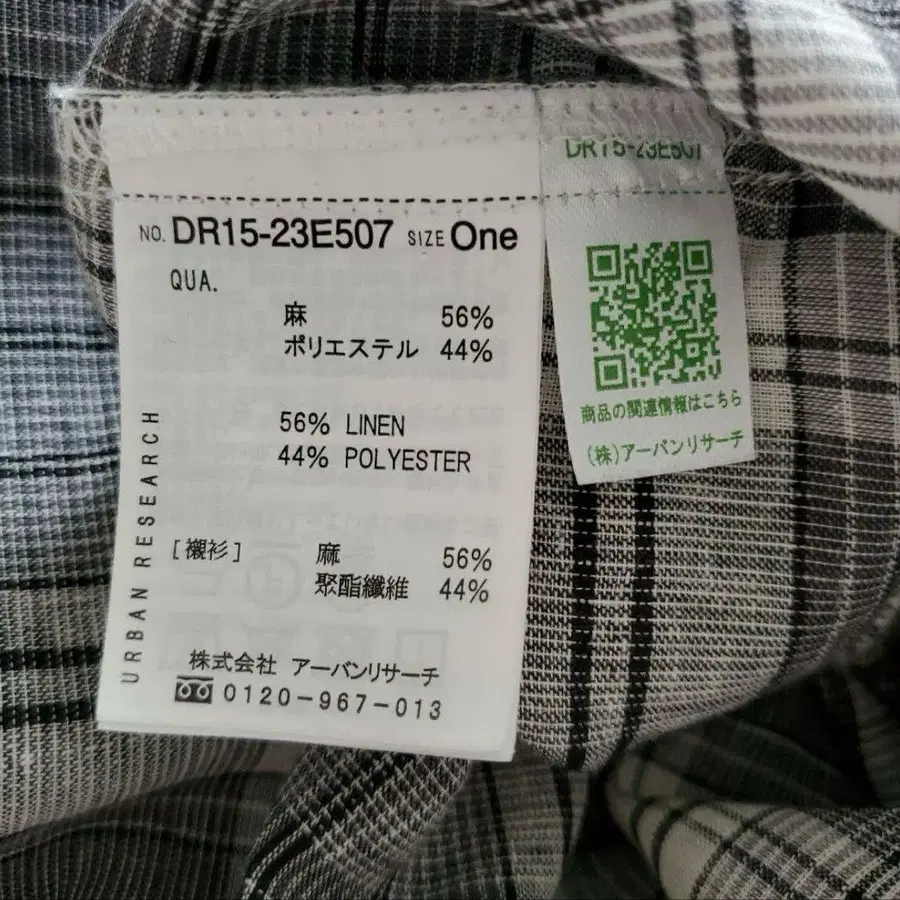 NO. DR15-23E507 SIZE One
QUA.
麻 56%
ポリエステル 44%
56% LINEN
44% POLYESTER
[襯衫] 麻 56%
聚酯纖維 44%
URBAN RESEARCH
株式会社 アーバンリサーチ
0120-967-013
DR15-23E507
商品の関連情報はこちら
(株)アーバンリサーチ